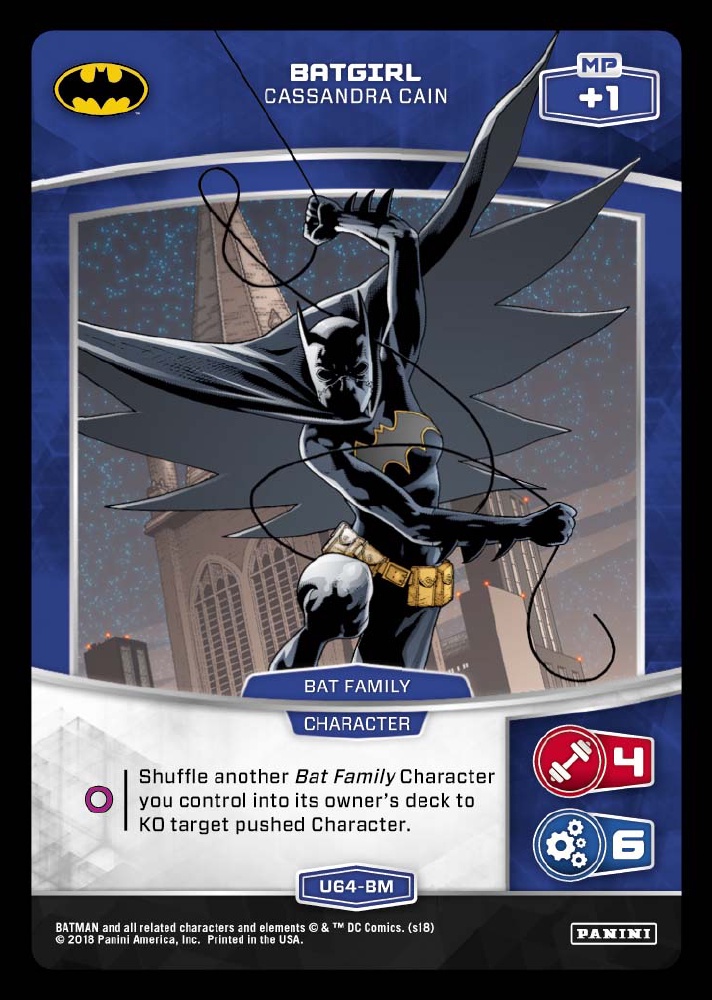 BATGIRL
CASSANDRA CAIN
MP
+1
BAT FAMILY
CHARACTER
Shuffle another Bat Family Character
you control into its owner's deck to
KO target pushed Character.
4
6
U64-BM
BATMAN and all related characters and elements © & ™ DC Comics. (s18)
© 2018 Panini America, Inc. Printed in the USA.
PANINI